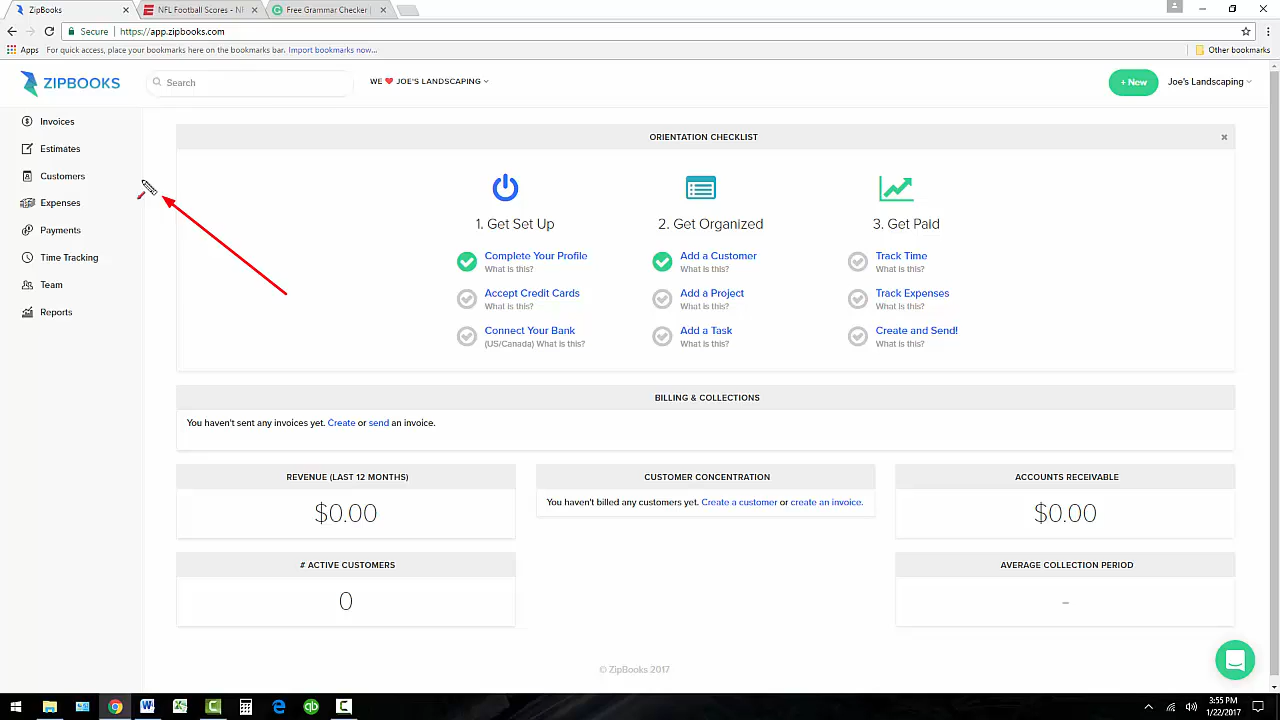 ZipBooks
NFL Football Scores - N
Free Grammar Checker |
Secure | https://app.zipbooks.com
Apps For quick access, place your bookmarks here on the bookmarks bar. Import bookmarks now... Other bookmarks
ZIPBOOKS
Search
WE ❤ JOE'S LANDSCAPING
+ New
Joe's Landscaping
Invoices
Estimates
Customers
Expenses
Payments
Time Tracking
Team
Reports
ORIENTATION CHECKLIST
1. Get Set Up
Complete Your Profile
What is this?
Accept Credit Cards
What is this?
Connect Your Bank
(US/Canada) What is this?
2. Get Organized
Add a Customer
What is this?
Add a Project
What is this?
Add a Task
What is this?
3. Get Paid
Track Time
What is this?
Track Expenses
What is this?
Create and Send!
What is this?
BILLING & COLLECTIONS
You haven't sent any invoices yet. Create or send an invoice.
REVENUE (LAST 12 MONTHS)
$0.00
CUSTOMER CONCENTRATION
You haven't billed any customers yet. Create a customer or create an invoice.
ACCOUNTS RECEIVABLE
$0.00
# ACTIVE CUSTOMERS
0
AVERAGE COLLECTION PERIOD
–
© ZipBooks 2017
3:55 PM
1/22/2017